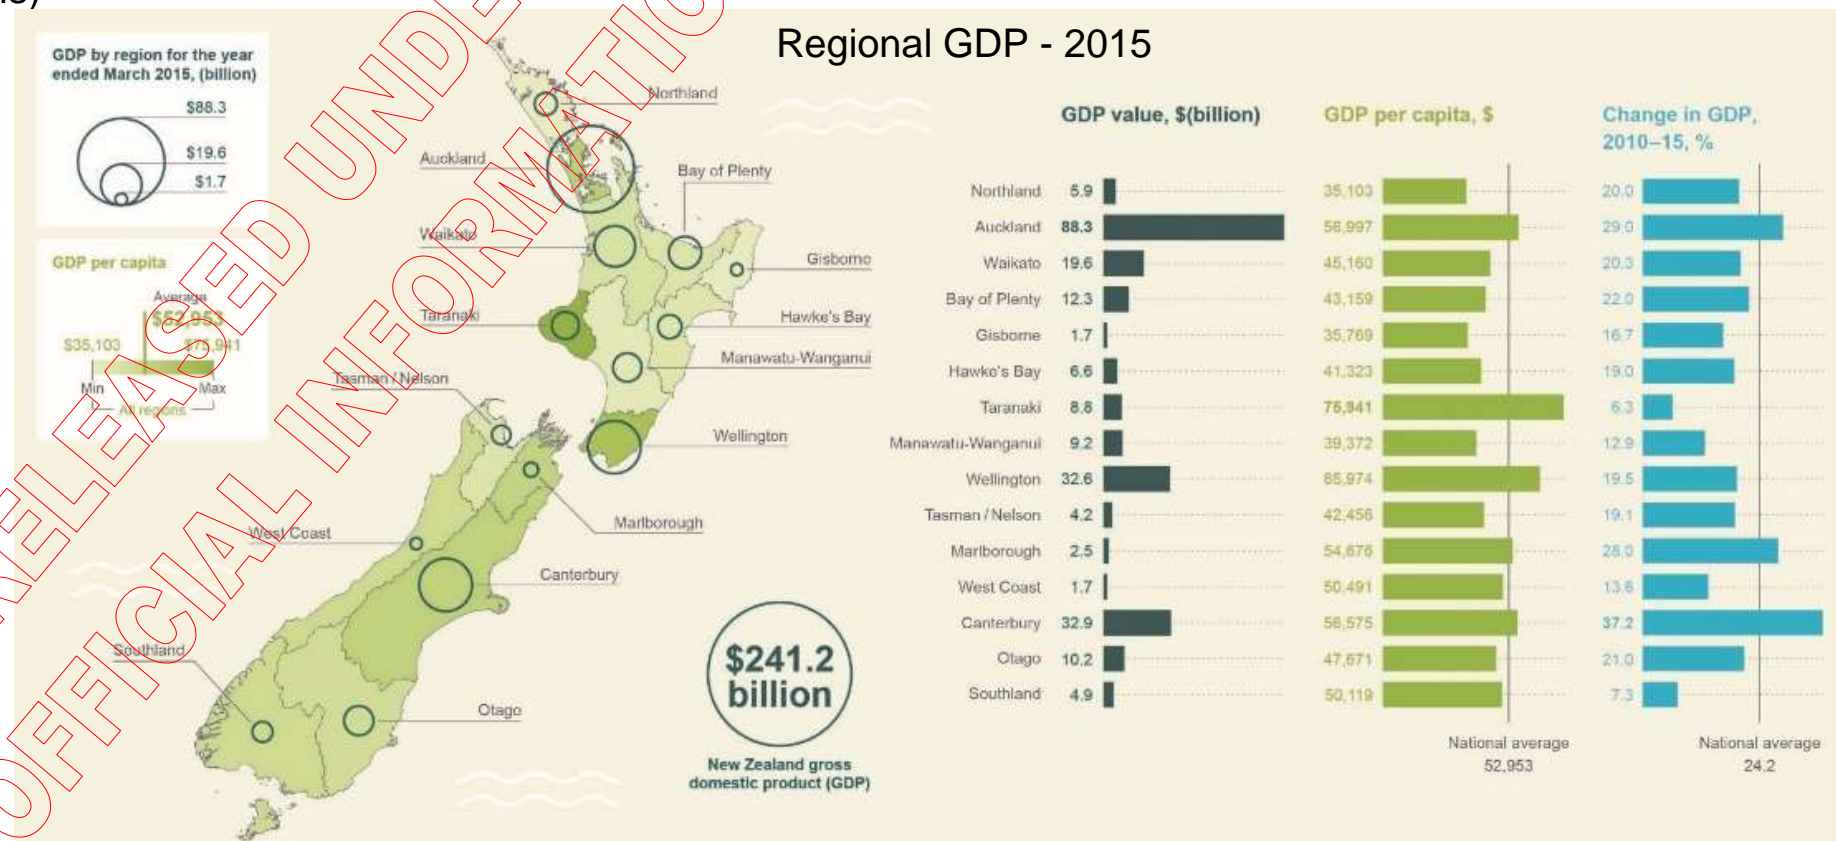 Regional GDP - 2015
GDP by region for the year
ended March 2015, (billion)
$88.3
$19.6
$1.7
GDP per capita
Average
$52,953
$35,103
$75,941
Min
Max
All regions
Northland
Auckland
Bay of Plenty
Waikato
Gisborne
Taranaki
Hawke's Bay
Manawatu-Wanganui
Tasman / Nelson
Wellington
Marlborough
West Coast
Canterbury
Southland
Otago
$241.2
billion
New Zealand gross
domestic product (GDP)
GDP value, $(billion)
GDP per capita, $
Change in GDP,
2010–15, %
Northland 5.9 35,103 20.0
Auckland 88.3 56,997 29.0
Waikato 19.6 45,160 20.3
Bay of Plenty 12.3 43,159 22.0
Gisborne 1.7 35,769 16.7
Hawke's Bay 6.6 41,323 19.0
Taranaki 8.8 75,941 6.3
Manawatu-Wanganui 9.2 39,372 12.9
Wellington 32.6 65,974 19.5
Tasman / Nelson 4.2 42,456 19.1
Marlborough 2.5 54,676 28.0
West Coast 1.7 50,491 13.6
Canterbury 32.9 56,575 37.2
Otago 10.2 47,671 21.0
Southland 4.9 50,119 7.3
National average
52,953
National average
24.2
RELEASED UNDE
OFFICIAL INFORMATIO